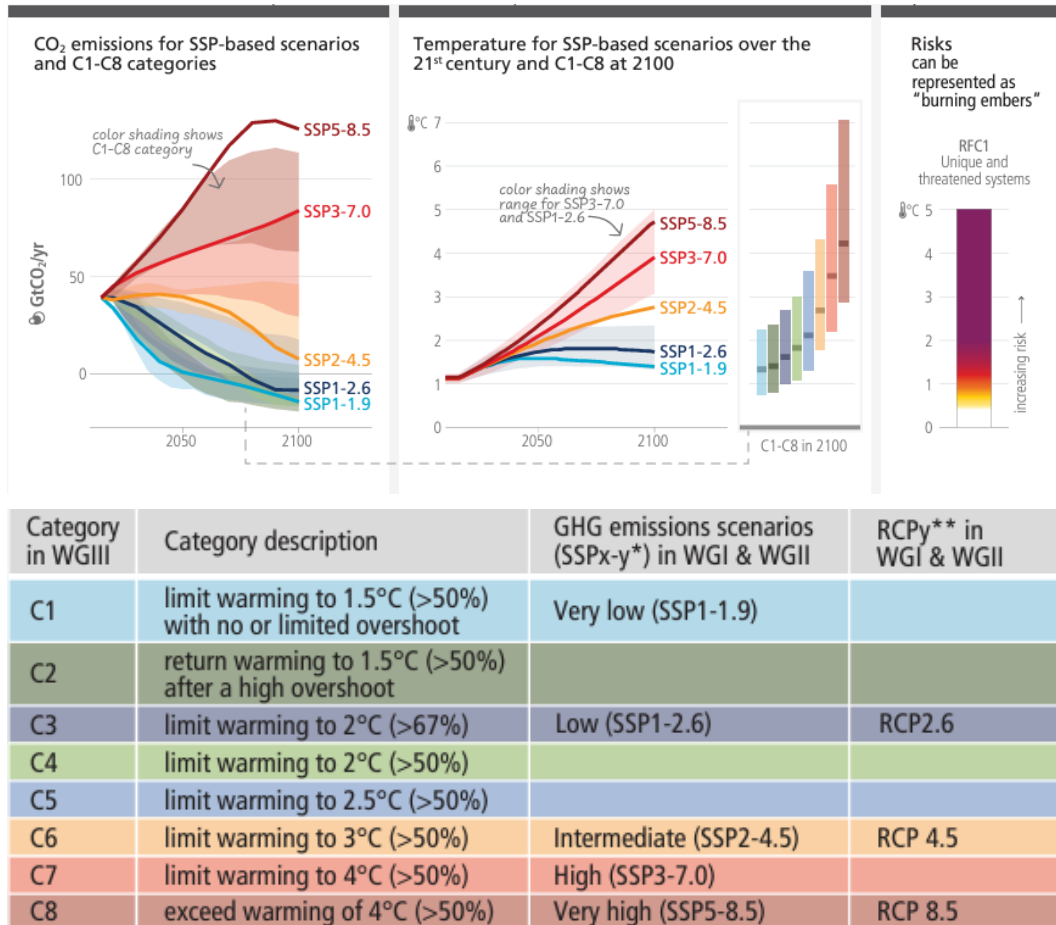 CO₂ emissions for SSP-based scenarios
and C1-C8 categories
color shading shows
C1-C8 category
GtCO₂/yr
100
50
0
SSP5-8.5
SSP3-7.0
SSP2-4.5
SSP1-2.6
SSP1-1.9
2050
2100
Temperature for SSP-based scenarios over the
21st century and C1-C8 at 2100
°C 7
6
5
4
3
2
1
0
color shading shows
range for SSP3-7.0
and SSP1-2.6
SSP5-8.5
SSP3-7.0
SSP2-4.5
SSP1-2.6
SSP1-1.9
2050
2100
C1-C8 in 2100
Risks
can be
represented as
“burning embers”
RFC1
Unique and
threatened systems
°C 5
4
3
2
1
0
increasing risk
Category
in WGIII
Category description
GHG emissions scenarios
(SSPx-y*) in WGI & WGII
RCPy** in
WGI & WGII
C1
limit warming to 1.5°C (>50%)
with no or limited overshoot
Very low (SSP1-1.9)
C2
return warming to 1.5°C (>50%)
after a high overshoot
C3
limit warming to 2°C (>67%)
Low (SSP1-2.6)
RCP2.6
C4
limit warming to 2°C (>50%)
C5
limit warming to 2.5°C (>50%)
C6
limit warming to 3°C (>50%)
Intermediate (SSP2-4.5)
RCP 4.5
C7
limit warming to 4°C (>50%)
High (SSP3-7.0)
C8
exceed warming of 4°C (>50%)
Very high (SSP5-8.5)
RCP 8.5